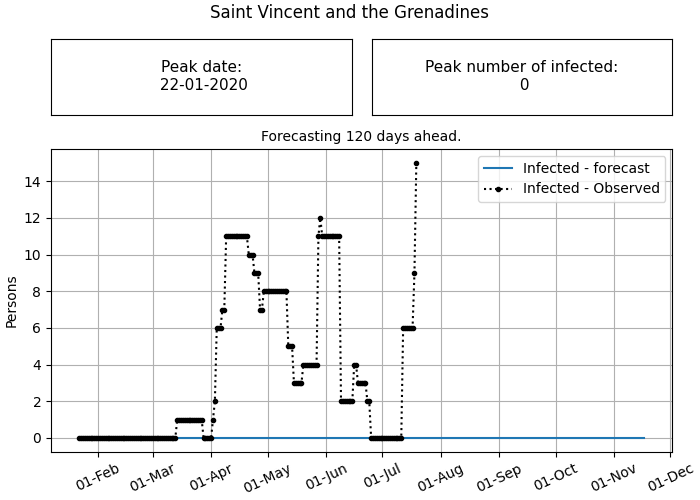 Saint Vincent and the Grenadines
Peak date:
22-01-2020
Peak number of infected:
0
Forecasting 120 days ahead.
Infected - forecast
Infected - Observed
Persons
14
12
10
8
6
4
2
0
01-Feb
01-Mar
01-Apr
01-May
01-Jun
01-Jul
01-Aug
01-Sep
01-Oct
01-Nov
01-Dec